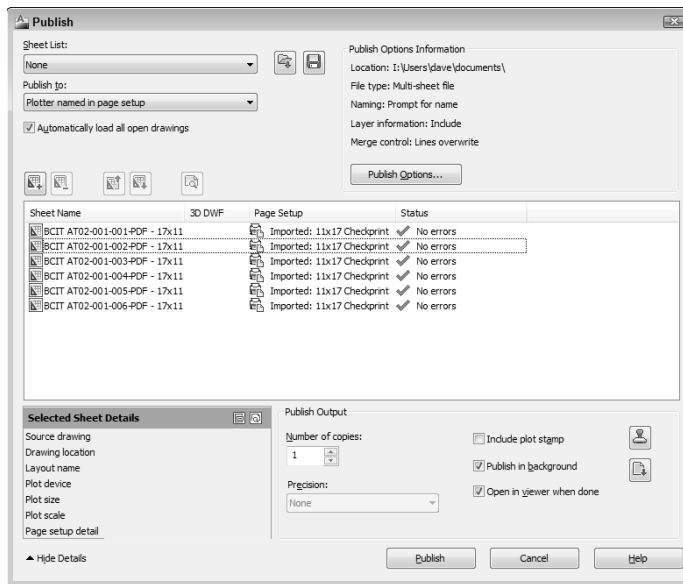 Publish
Sheet List:
None
Publish to:
Plotter named in page setup
Automatically load all open drawings
Publish Options Information
Location: I:\Users\dave\documents\
File type: Multi-sheet file
Naming: Prompt for name
Layer information: Include
Merge control: Lines overwrite
Publish Options...
Sheet Name 3D DWF Page Setup Status
BCIT AT02-001-001-PDF - 17x11 Imported: 11x17 Checkprint No errors
BCIT AT02-001-002-PDF - 17x11 Imported: 11x17 Checkprint No errors
BCIT AT02-001-003-PDF - 17x11 Imported: 11x17 Checkprint No errors
BCIT AT02-001-004-PDF - 17x11 Imported: 11x17 Checkprint No errors
BCIT AT02-001-005-PDF - 17x11 Imported: 11x17 Checkprint No errors
BCIT AT02-001-006-PDF - 17x11 Imported: 11x17 Checkprint No errors
Selected Sheet Details
Source drawing
Drawing location
Layout name
Plot device
Plot size
Plot scale
Page setup detail
Publish Output
Number of copies:
1
Precision:
None
Include plot stamp
Publish in background
Open in viewer when done
Hide Details
Publish
Cancel
Help